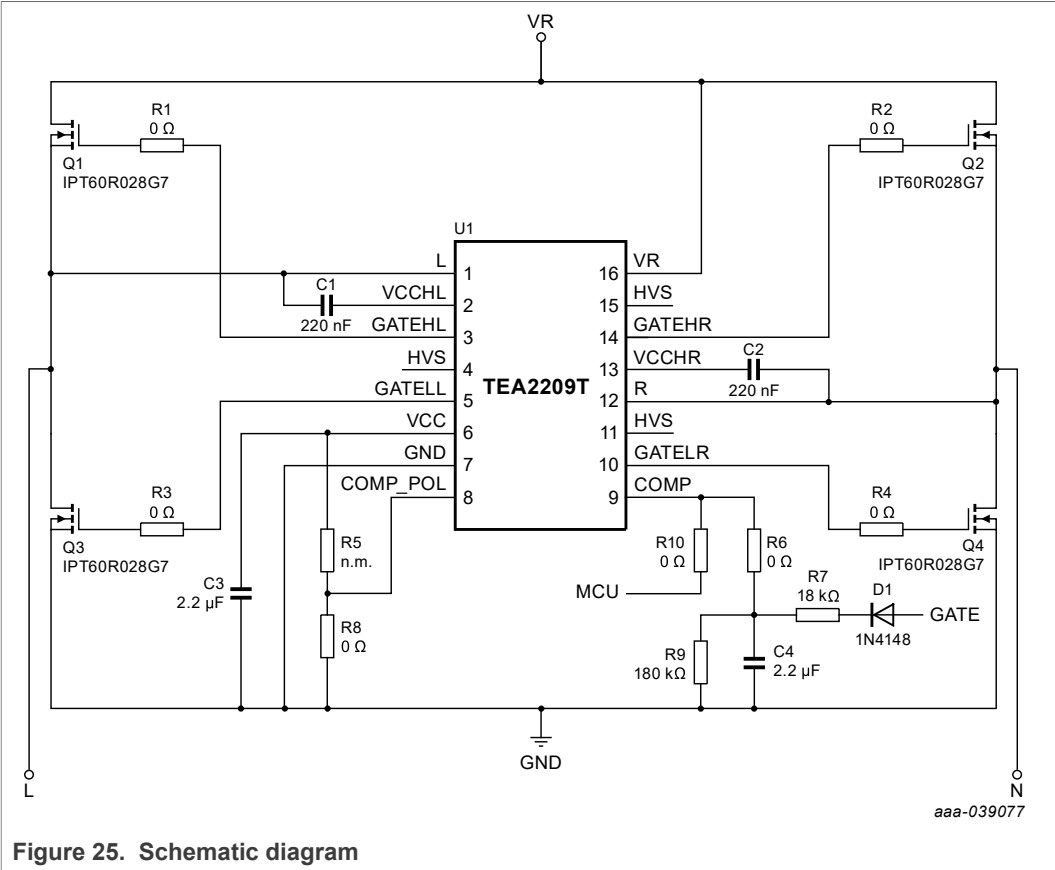 VR
R1
0 Ω
Q1
IPT60R028G7
R2
0 Ω
Q2
IPT60R028G7
U1
TEA2209T
L
1
C1
220 nF
VCCHL
2
GATEHL
3
HVS
4
GATELL
5
VCC
6
GND
7
COMP_POL
8
VR
16
HVS
15
GATEHR
14
VCCHR
13
C2
220 nF
R
12
HVS
11
GATELR
10
COMP
9
R3
0 Ω
Q3
IPT60R028G7
C3
2.2 µF
R5
n.m.
R8
0 Ω
R4
0 Ω
Q4
IPT60R028G7
R10
0 Ω
R6
0 Ω
MCU
R7
18 kΩ
D1
1N4148
GATE
R9
180 kΩ
C4
2.2 µF
GND
L
N
aaa-039077
Figure 25. Schematic diagram